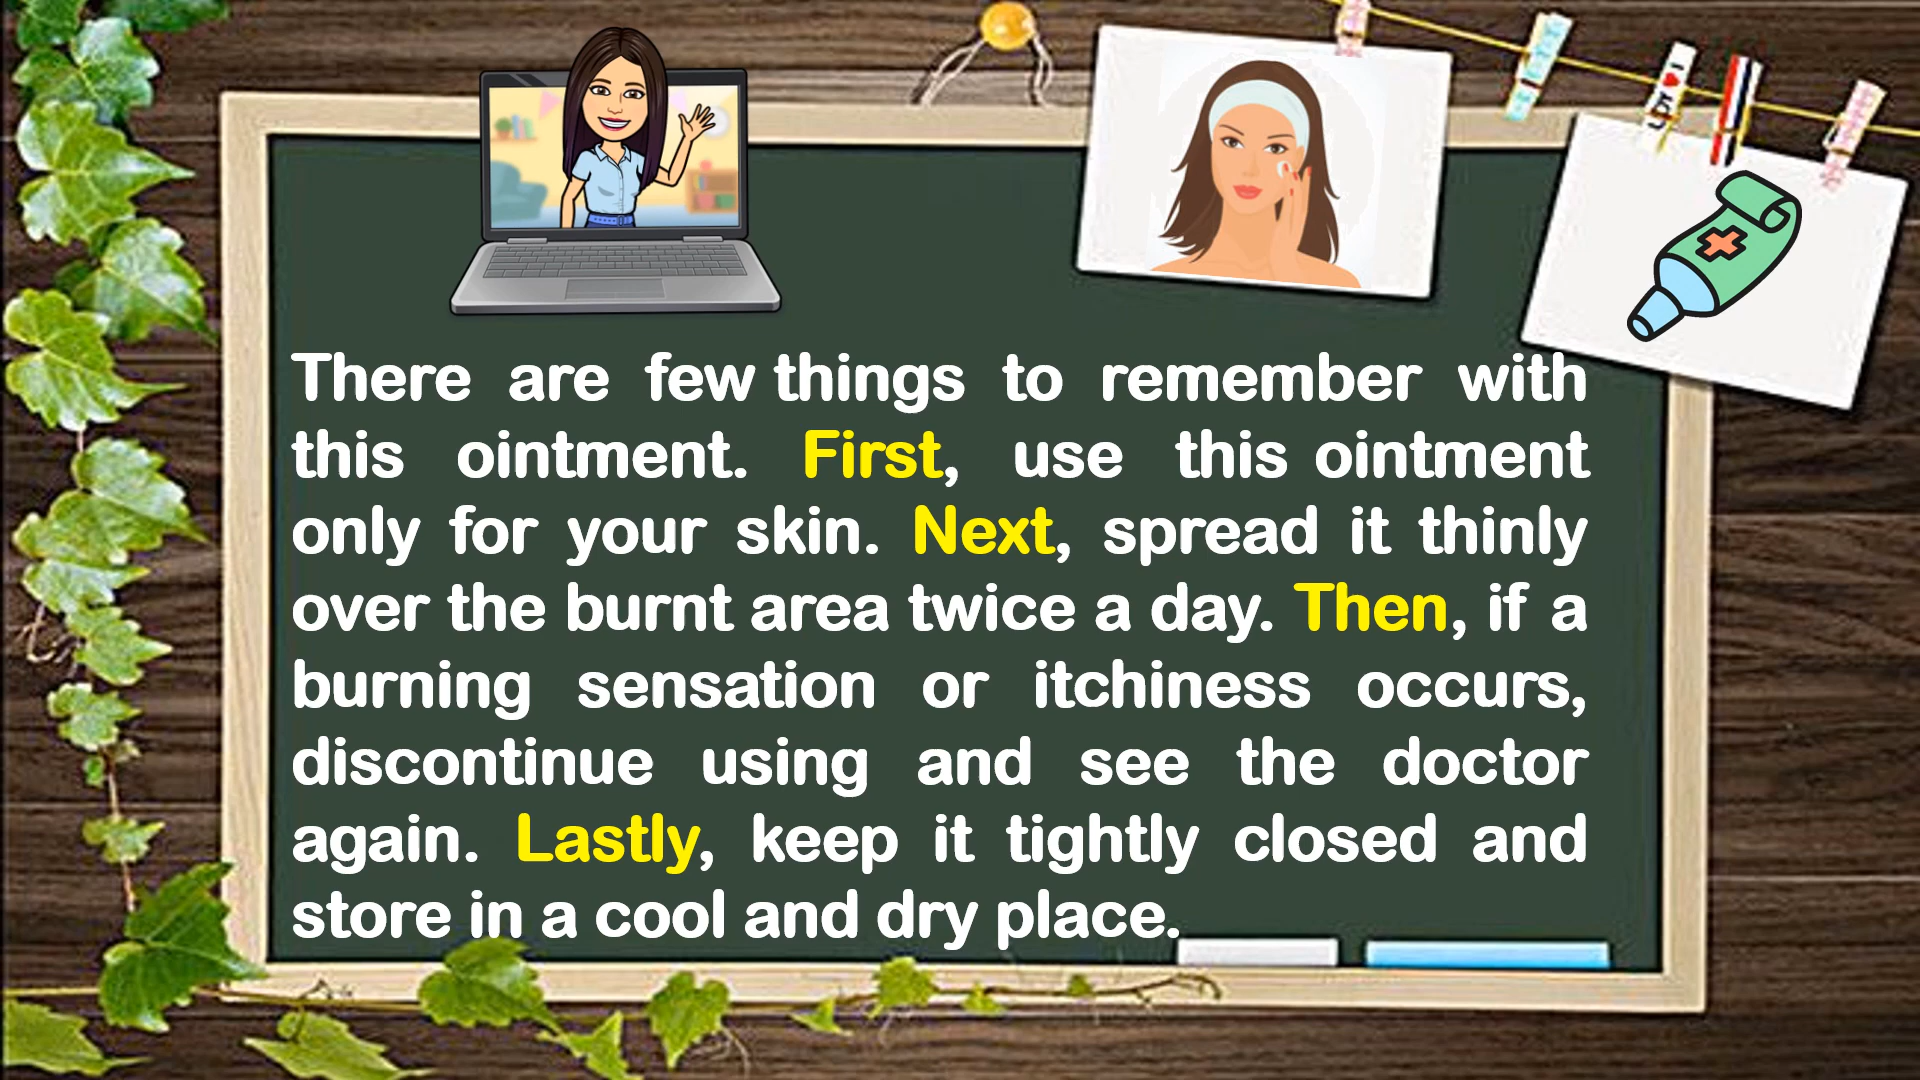 There are few things to remember with
this ointment. First, use this ointment
only for your skin. Next, spread it thinly
over the burnt area twice a day. Then, if a
burning sensation or itchiness occurs,
discontinue using and see the doctor
again. Lastly, keep it tightly closed and
store in a cool and dry place.